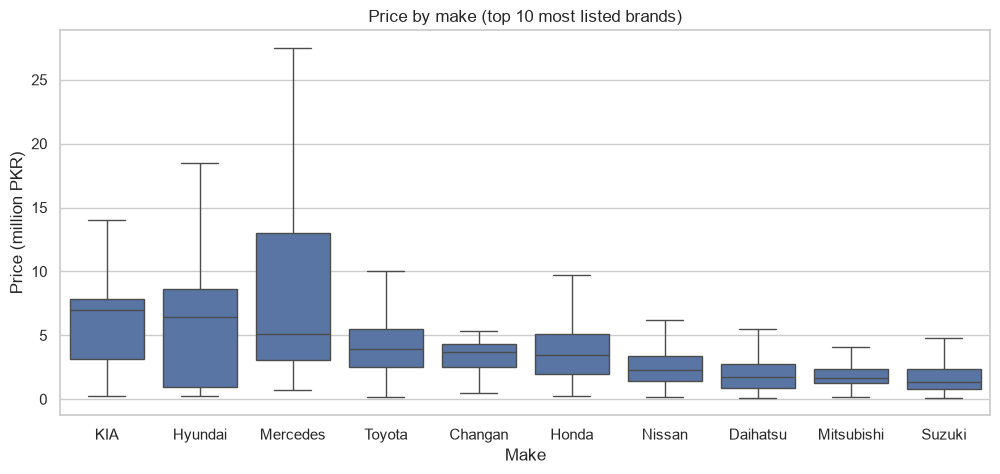 Price by make (top 10 most listed brands)
Price (million PKR)
25
20
15
10
5
0
KIA Hyundai Mercedes Toyota Changan Honda Nissan Daihatsu Mitsubishi Suzuki
Make